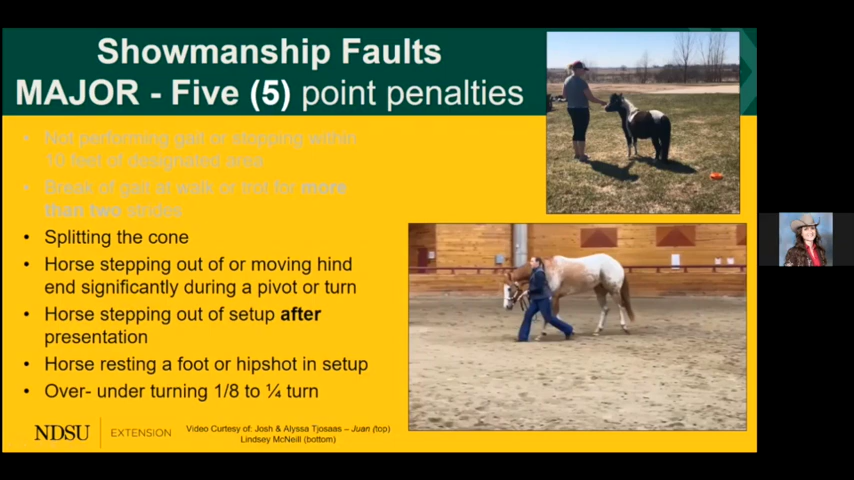 Showmanship Faults
MAJOR - Five (5) point penalties
• Not performing gait or stopping within
10 feet of designated area
• Break of gait at walk or trot for more
than two strides
• Splitting the cone
• Horse stepping out of or moving hind
end significantly during a pivot or turn
• Horse stepping out of setup after
presentation
• Horse resting a foot or hipshot in setup
• Over- under turning 1/8 to ¼ turn
NDSU EXTENSION
Video Curtesy of: Josh & Alyssa Tjosaas – Juan (top)
Lindsey McNeill (bottom)